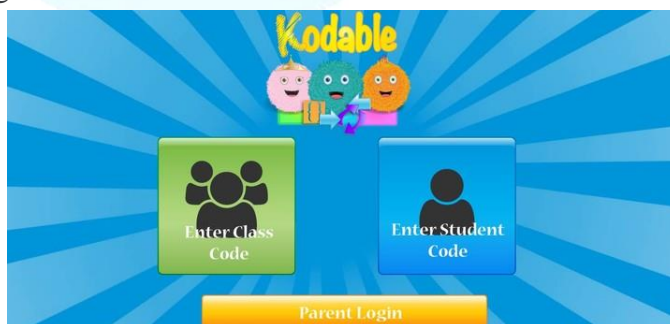 Kodable
Enter Class
Code
Enter Student
Code
Parent Login